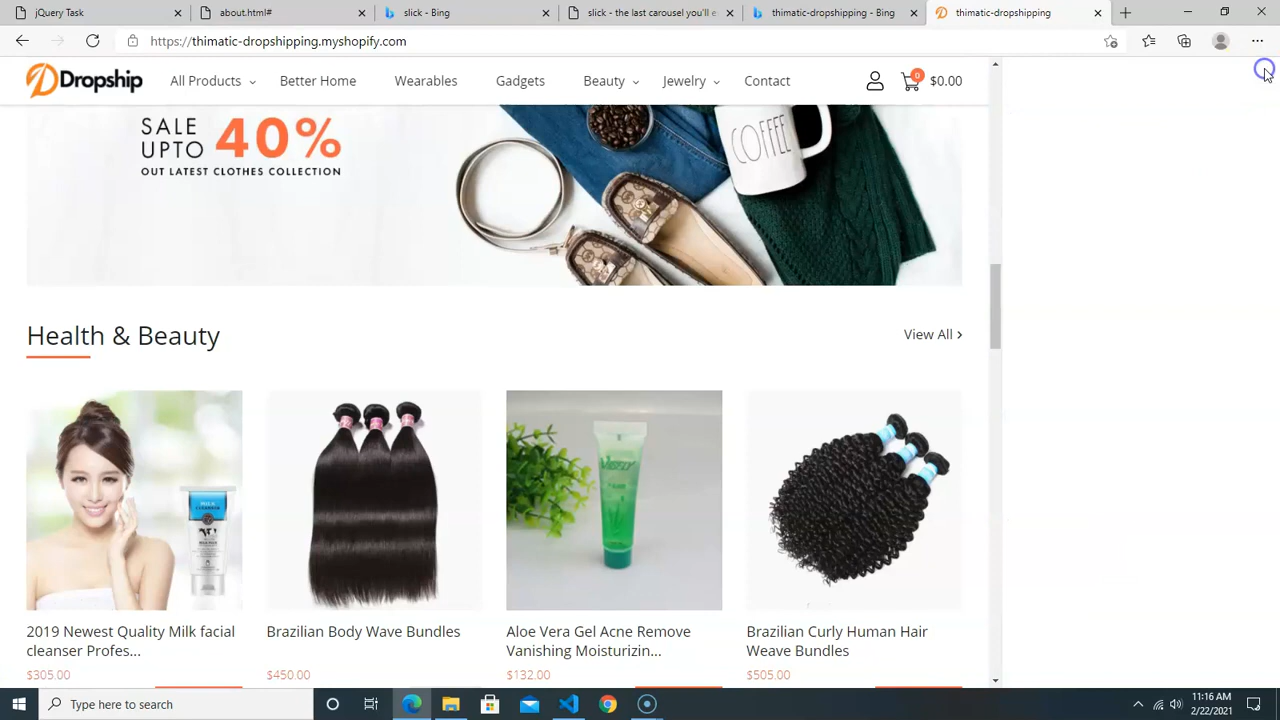 jQuery Task
about.html#
slick - Bing
slick - the last carousel you'll e
thimatic-dropshipping - Bing
thimatic-dropshipping
https://thimatic-dropshipping.myshopify.com
Dropship
All Products
Better Home
Wearables
Gadgets
Beauty
Jewelry
Contact
0
$0.00
SALE
UPTO
40%
OUT LATEST CLOTHES COLLECTION
COFFEE
Health & Beauty
View All
MILK
CLEANSER
2019 Newest Quality Milk facial
cleanser Profes...
$305.00
Brazilian Body Wave Bundles
$450.00
Aloe Vera Gel Acne Remove
Vanishing Moisturizin...
$132.00
Brazilian Curly Human Hair
Weave Bundles
$505.00
Type here to search
11:16 AM
2/22/2021